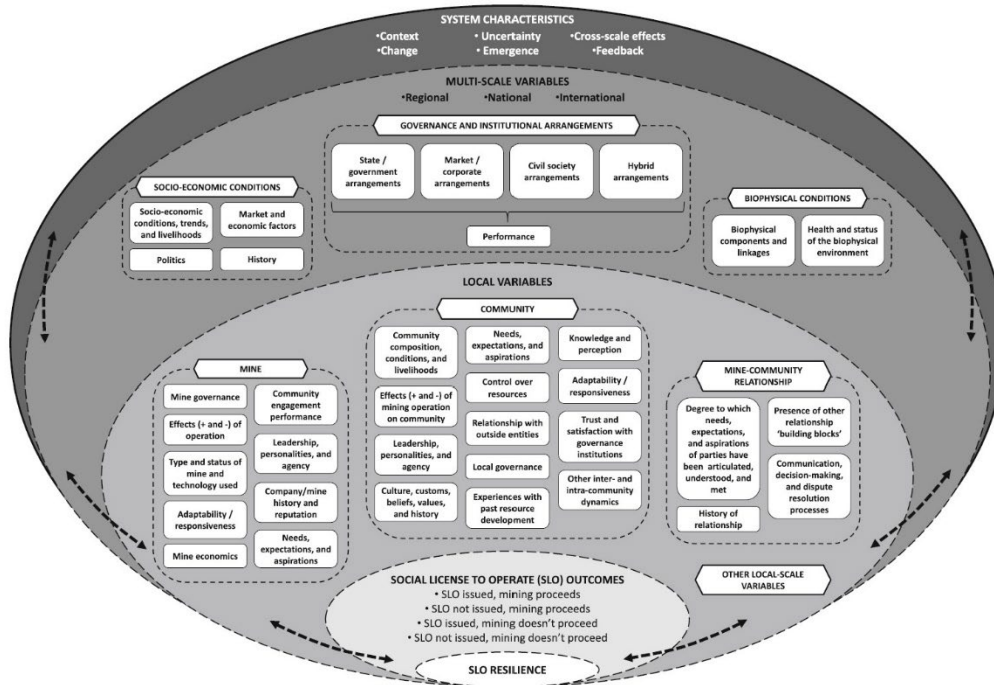 SYSTEM CHARACTERISTICS
•Context •Uncertainty •Cross-scale effects
•Change •Emergence •Feedback
MULTI-SCALE VARIABLES
•Regional •National •International
GOVERNANCE AND INSTITUTIONAL ARRANGEMENTS
State /
government
arrangements
Market /
corporate
arrangements
Civil society
arrangements
Hybrid
arrangements
Performance
SOCIO-ECONOMIC CONDITIONS
Socio-economic
conditions, trends,
and livelihoods
Market and
economic factors
Politics
History
BIOPHYSICAL CONDITIONS
Biophysical
components and
linkages
Health and status
of the biophysical
environment
LOCAL VARIABLES
MINE
Mine governance
Effects (+ and -) of
operation
Type and status of
mine and
technology used
Adaptability /
responsiveness
Mine economics
Community
engagement
performance
Leadership,
personalities, and
agency
Company/mine
history and
reputation
Needs,
expectations, and
aspirations
COMMUNITY
Community
composition,
conditions, and
livelihoods
Effects (+ and -) of
mining operation
on community
Leadership,
personalities, and
agency
Culture, customs,
beliefs, values,
and history
Needs,
expectations, and
aspirations
Control over
resources
Relationship with
outside entities
Local governance
Experiences with
past resource
development
Knowledge and
perception
Adaptability /
responsiveness
Trust and
satisfaction with
governance
institutions
Other inter- and
intra-community
dynamics
MINE-COMMUNITY
RELATIONSHIP
Degree to which
needs,
expectations,
and aspirations
of parties have
been articulated,
understood, and
met
History of
relationship
Presence of other
relationship
‘building blocks’
Communication,
decision-making,
and dispute
resolution
processes
OTHER LOCAL-SCALE
VARIABLES
SOCIAL LICENSE TO OPERATE (SLO) OUTCOMES
• SLO issued, mining proceeds
• SLO not issued, mining proceeds
• SLO issued, mining doesn’t proceed
• SLO not issued, mining doesn’t proceed
SLO RESILIENCE